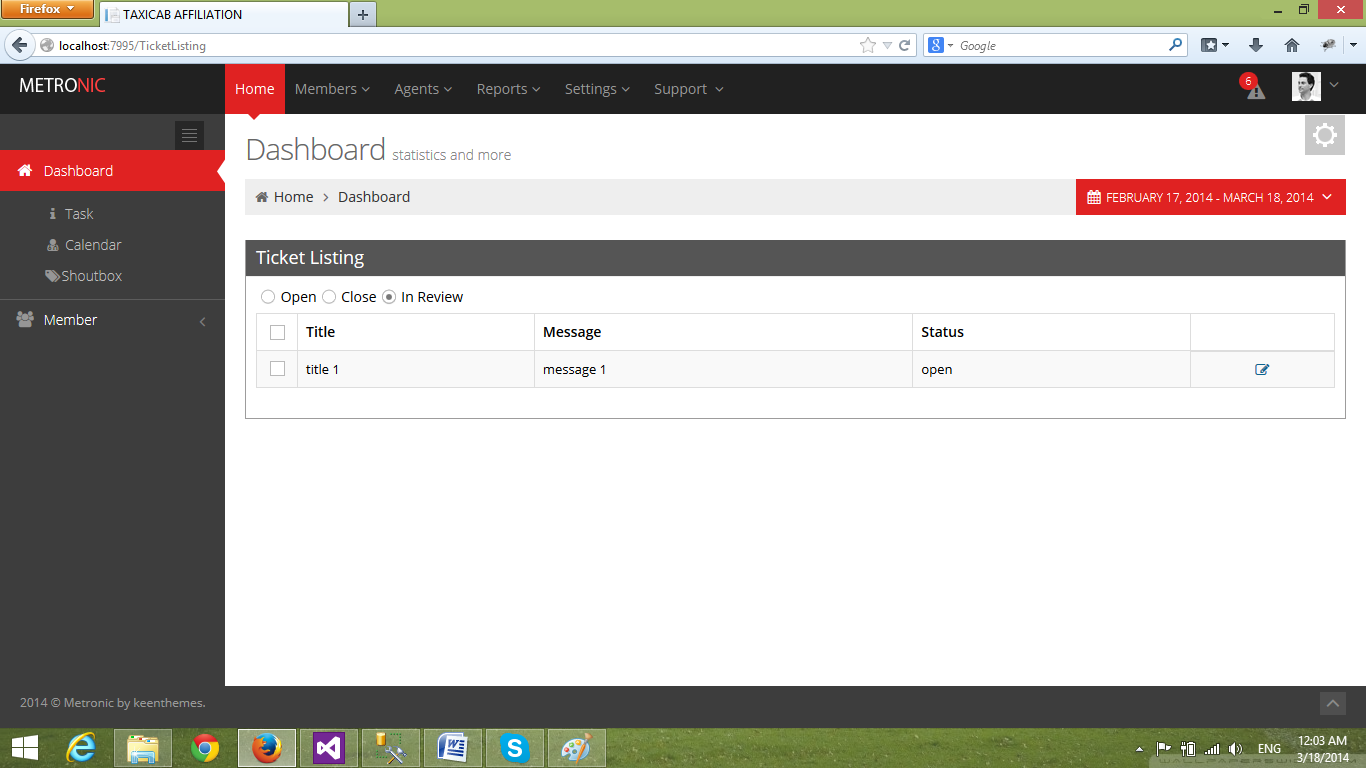 Firefox
TAXICAB AFFILIATION
localhost:7995/TicketListing
Google
METRONIC
Home Members Agents Reports Settings Support
6
Dashboard
Task
Calendar
Shoutbox
Member
Dashboard statistics and more
Home > Dashboard
FEBRUARY 17, 2014 - MARCH 18, 2014
Ticket Listing
Open Close In Review
Title Message Status
title 1 message 1 open
2014 © Metronic by keenthemes.
ENG
12:03 AM
3/18/2014